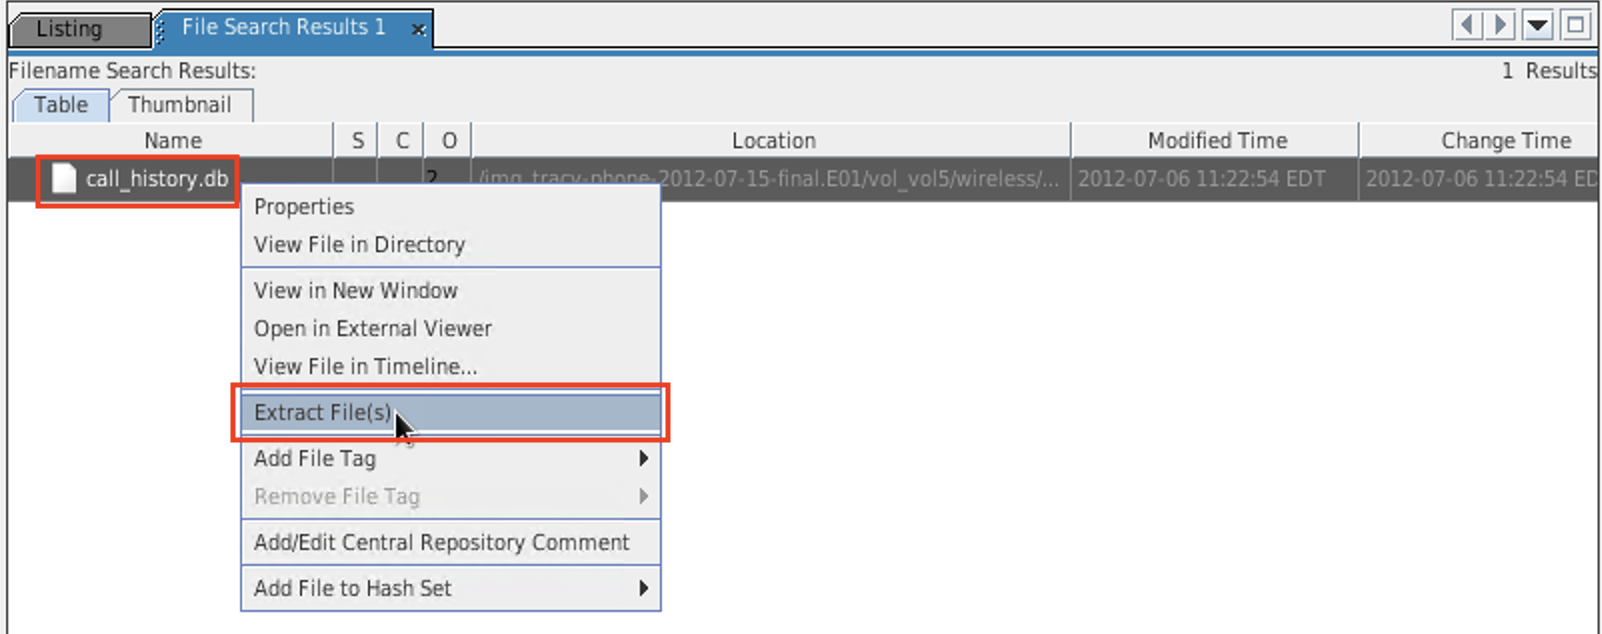 Listing
File Search Results 1 ×
Filename Search Results:
1 Results
Table
Thumbnail
Name S C O Location Modified Time Change Time
call_history.db 2 /img_tracy-phone-2012-07-15-final.E01/vol_vol5/wireless/... 2012-07-06 11:22:54 EDT 2012-07-06 11:22:54 ED
Properties
View File in Directory
View in New Window
Open in External Viewer
View File in Timeline...
Extract File(s)
Add File Tag
Remove File Tag
Add/Edit Central Repository Comment
Add File to Hash Set